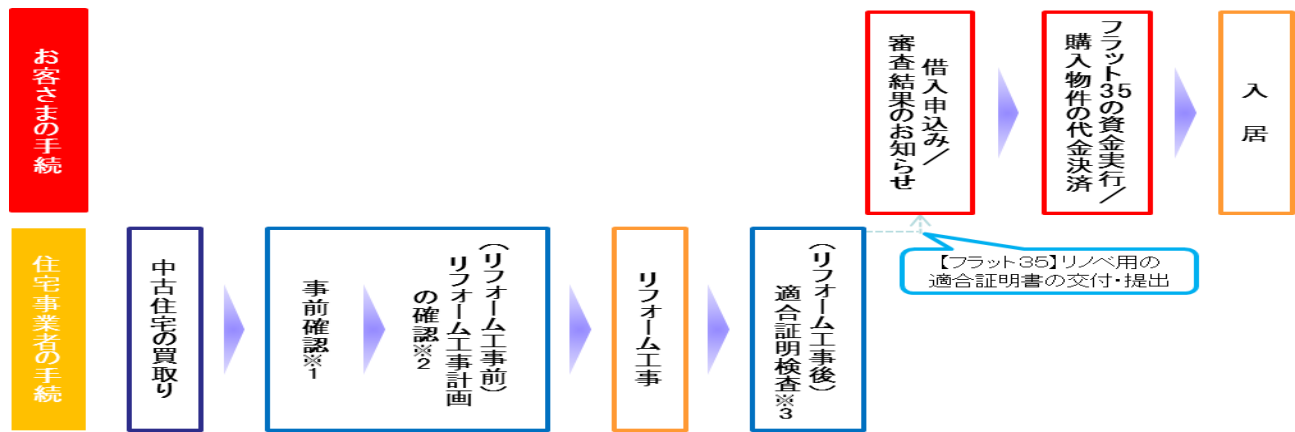 お客さまの手続
借入申込み／
審査結果のお知らせ
フラット35の資金実行／
購入物件の代金決済
入居
住宅事業者の手続
中古住宅の買取り
事前確認※1
（リフォーム工事前）
リフォーム工事計画
の確認※2
リフォーム工事
（リフォーム工事後）
適合証明検査※3
【フラット35】リノベ用の
適合証明書の交付・提出